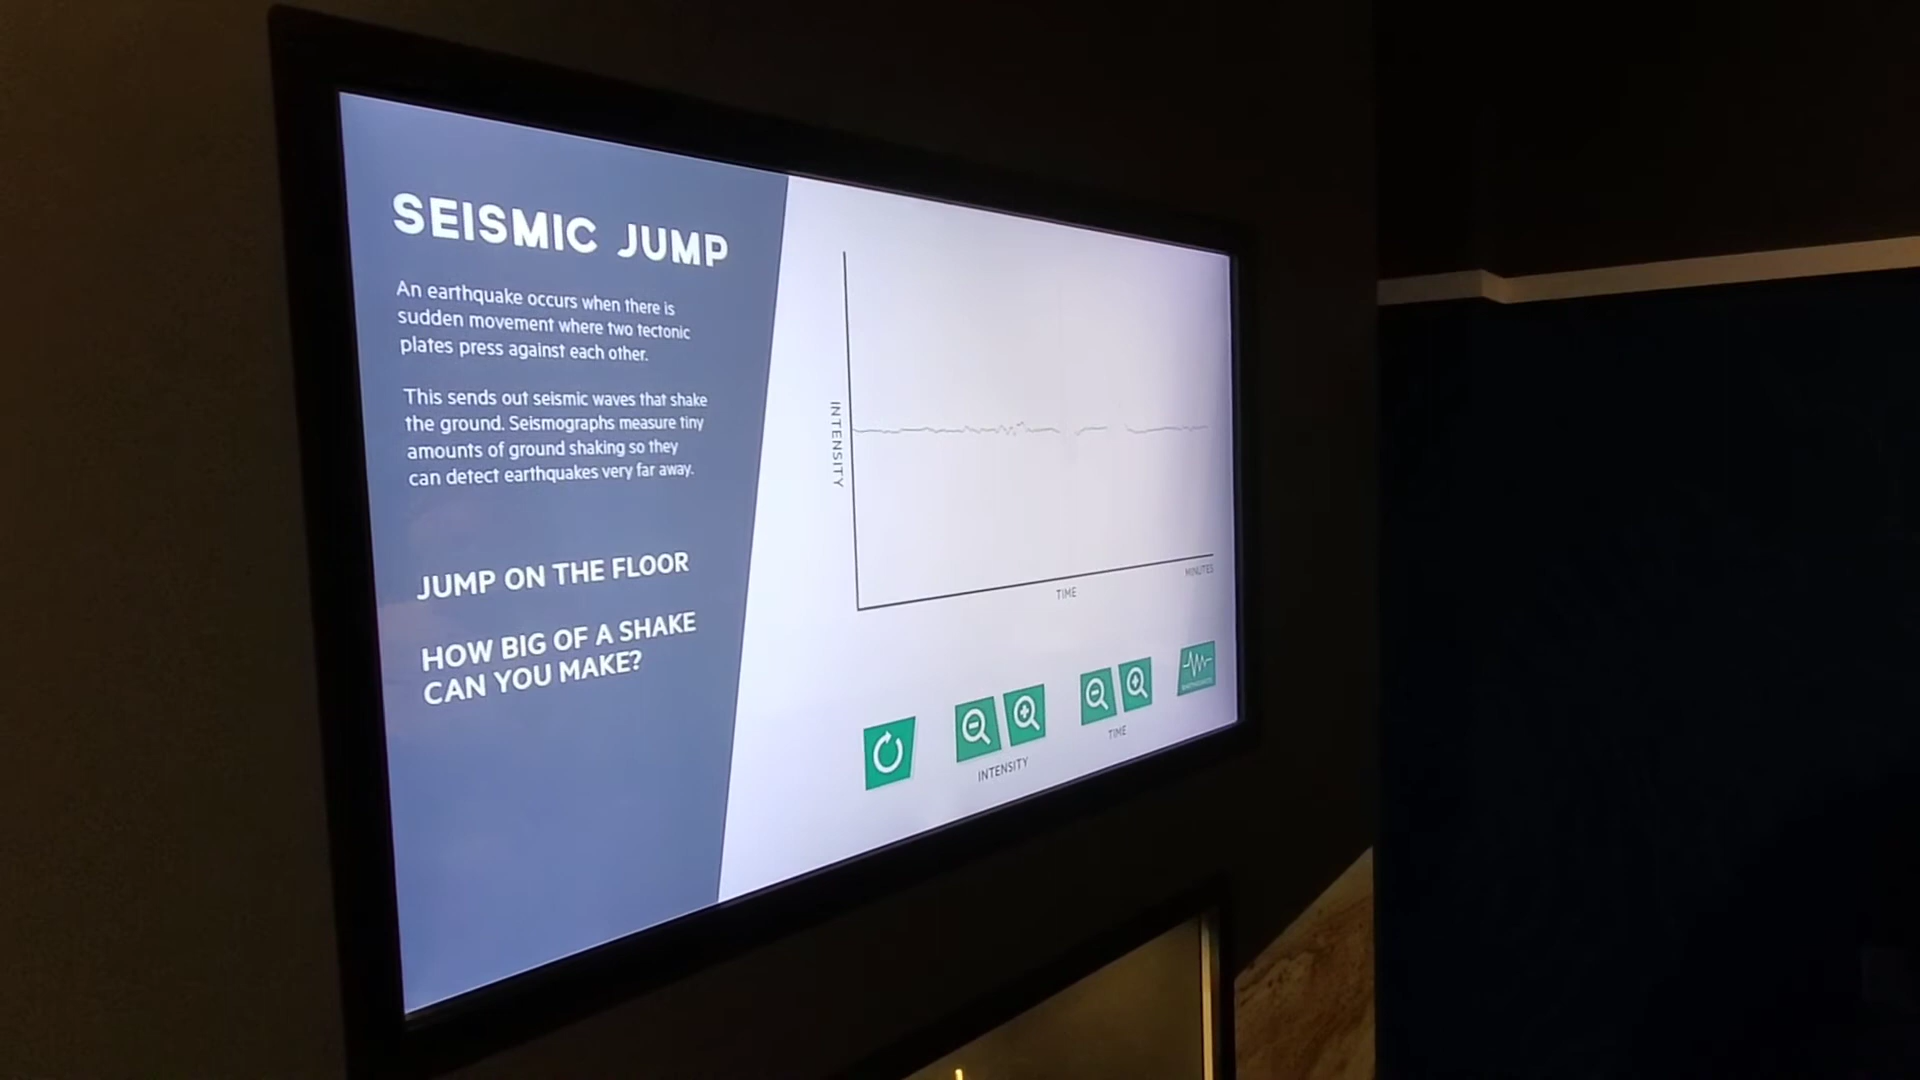 SEISMIC JUMP
An earthquake occurs when there is
sudden movement where two tectonic
plates press against each other.
This sends out seismic waves that shake
the ground. Seismographs measure tiny
amounts of ground shaking so they
can detect earthquakes very far away.
JUMP ON THE FLOOR
HOW BIG OF A SHAKE
CAN YOU MAKE?
INTENSITY
TIME
MINUTES
INTENSITY
TIME